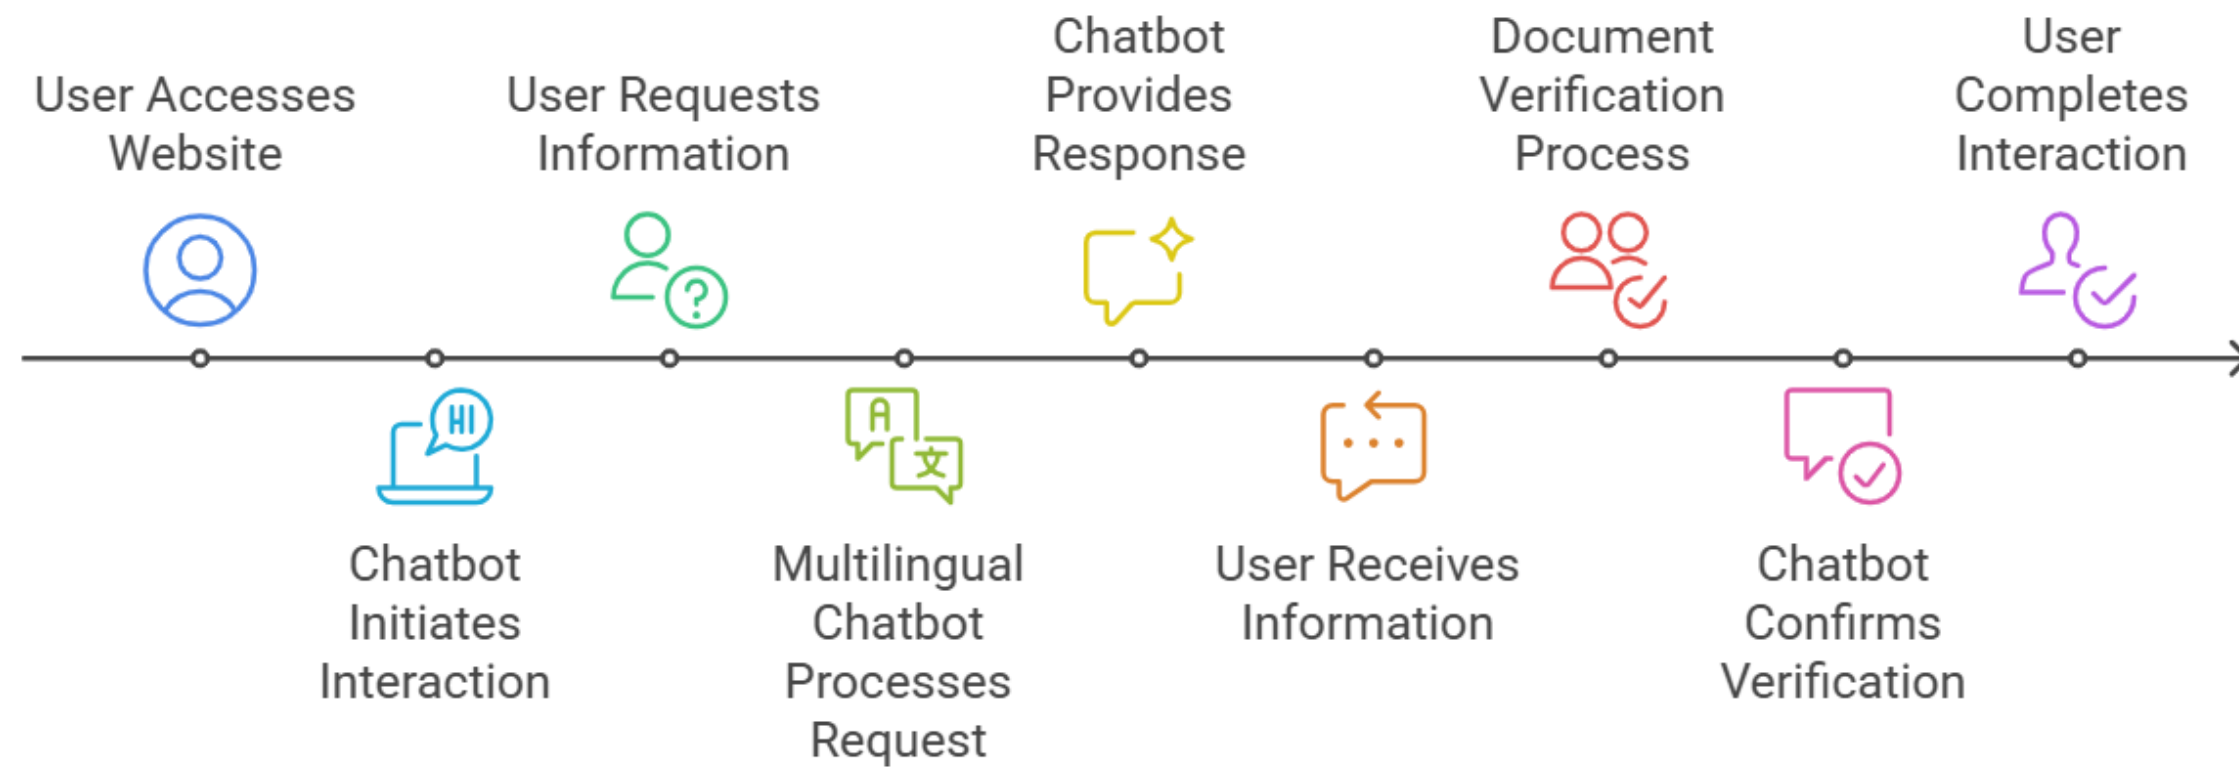 User Accesses
Website
Chatbot
Initiates
Interaction
User Requests
Information
Multilingual
Chatbot
Processes
Request
Chatbot
Provides
Response
User Receives
Information
Document
Verification
Process
Chatbot
Confirms
Verification
User
Completes
Interaction
HI
?
A
文